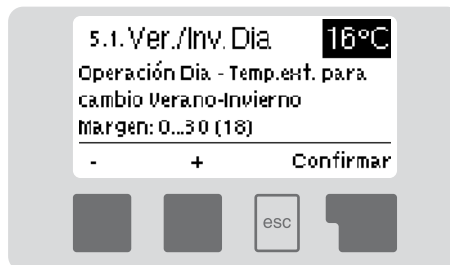 5.1. Ver./Inv. Dia 16°C
Operación Dia - Temp.ext. para
cambio Verano-Invierno
Margen: 0...30 (18)
- + Confirmar
esc